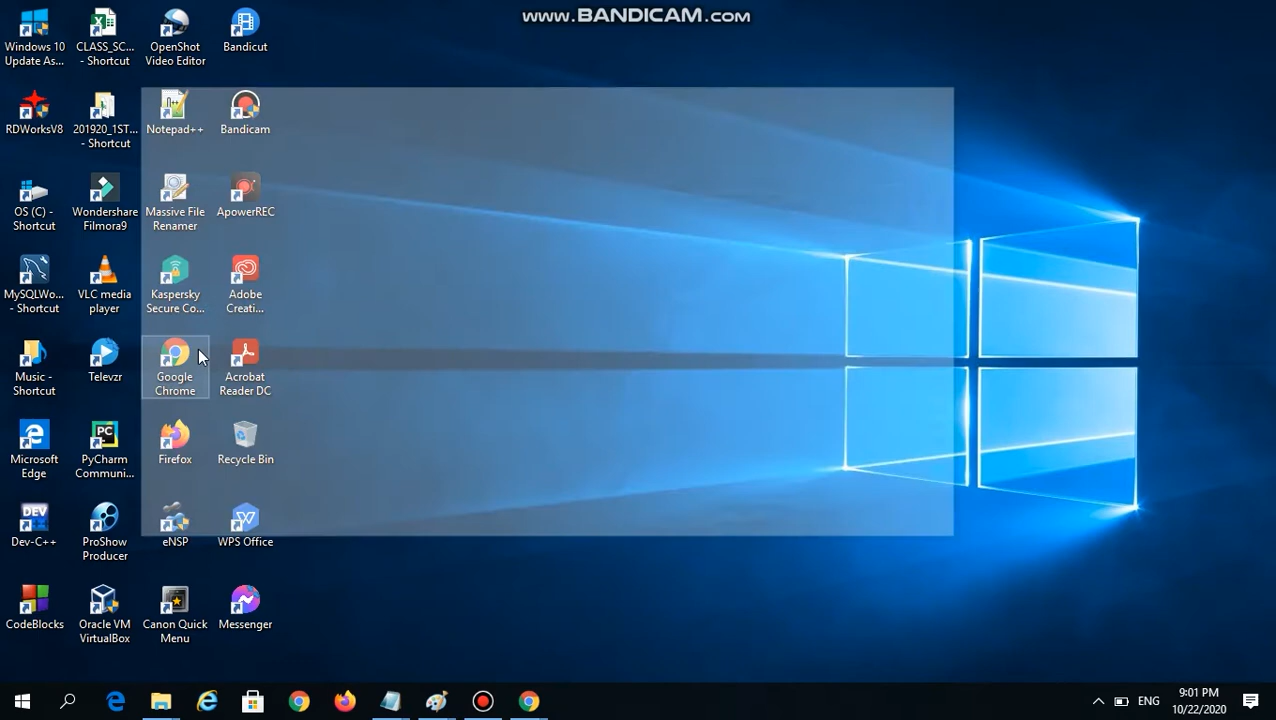 www.BANDICAM.com
Windows 10
Update As...
CLASS_SC...
- Shortcut
OpenShot
Video Editor
Bandicut
RDWorksV8
201920_1ST...
- Shortcut
Notepad++
Bandicam
OS (C) -
Shortcut
Wondershare
Filmora9
Massive File
Renamer
ApowerREC
MySQLWo...
- Shortcut
VLC media
player
Kaspersky
Secure Co...
Adobe
Creati...
Music -
Shortcut
Televzr
Google
Chrome
Acrobat
Reader DC
Microsoft
Edge
PC
PyCharm
Communi...
Firefox
Recycle Bin
DEV
Dev-C++
ProShow
Producer
eNSP
WPS Office
CodeBlocks
Oracle VM
VirtualBox
Canon Quick
Menu
Messenger
ENG
9:01 PM
10/22/2020